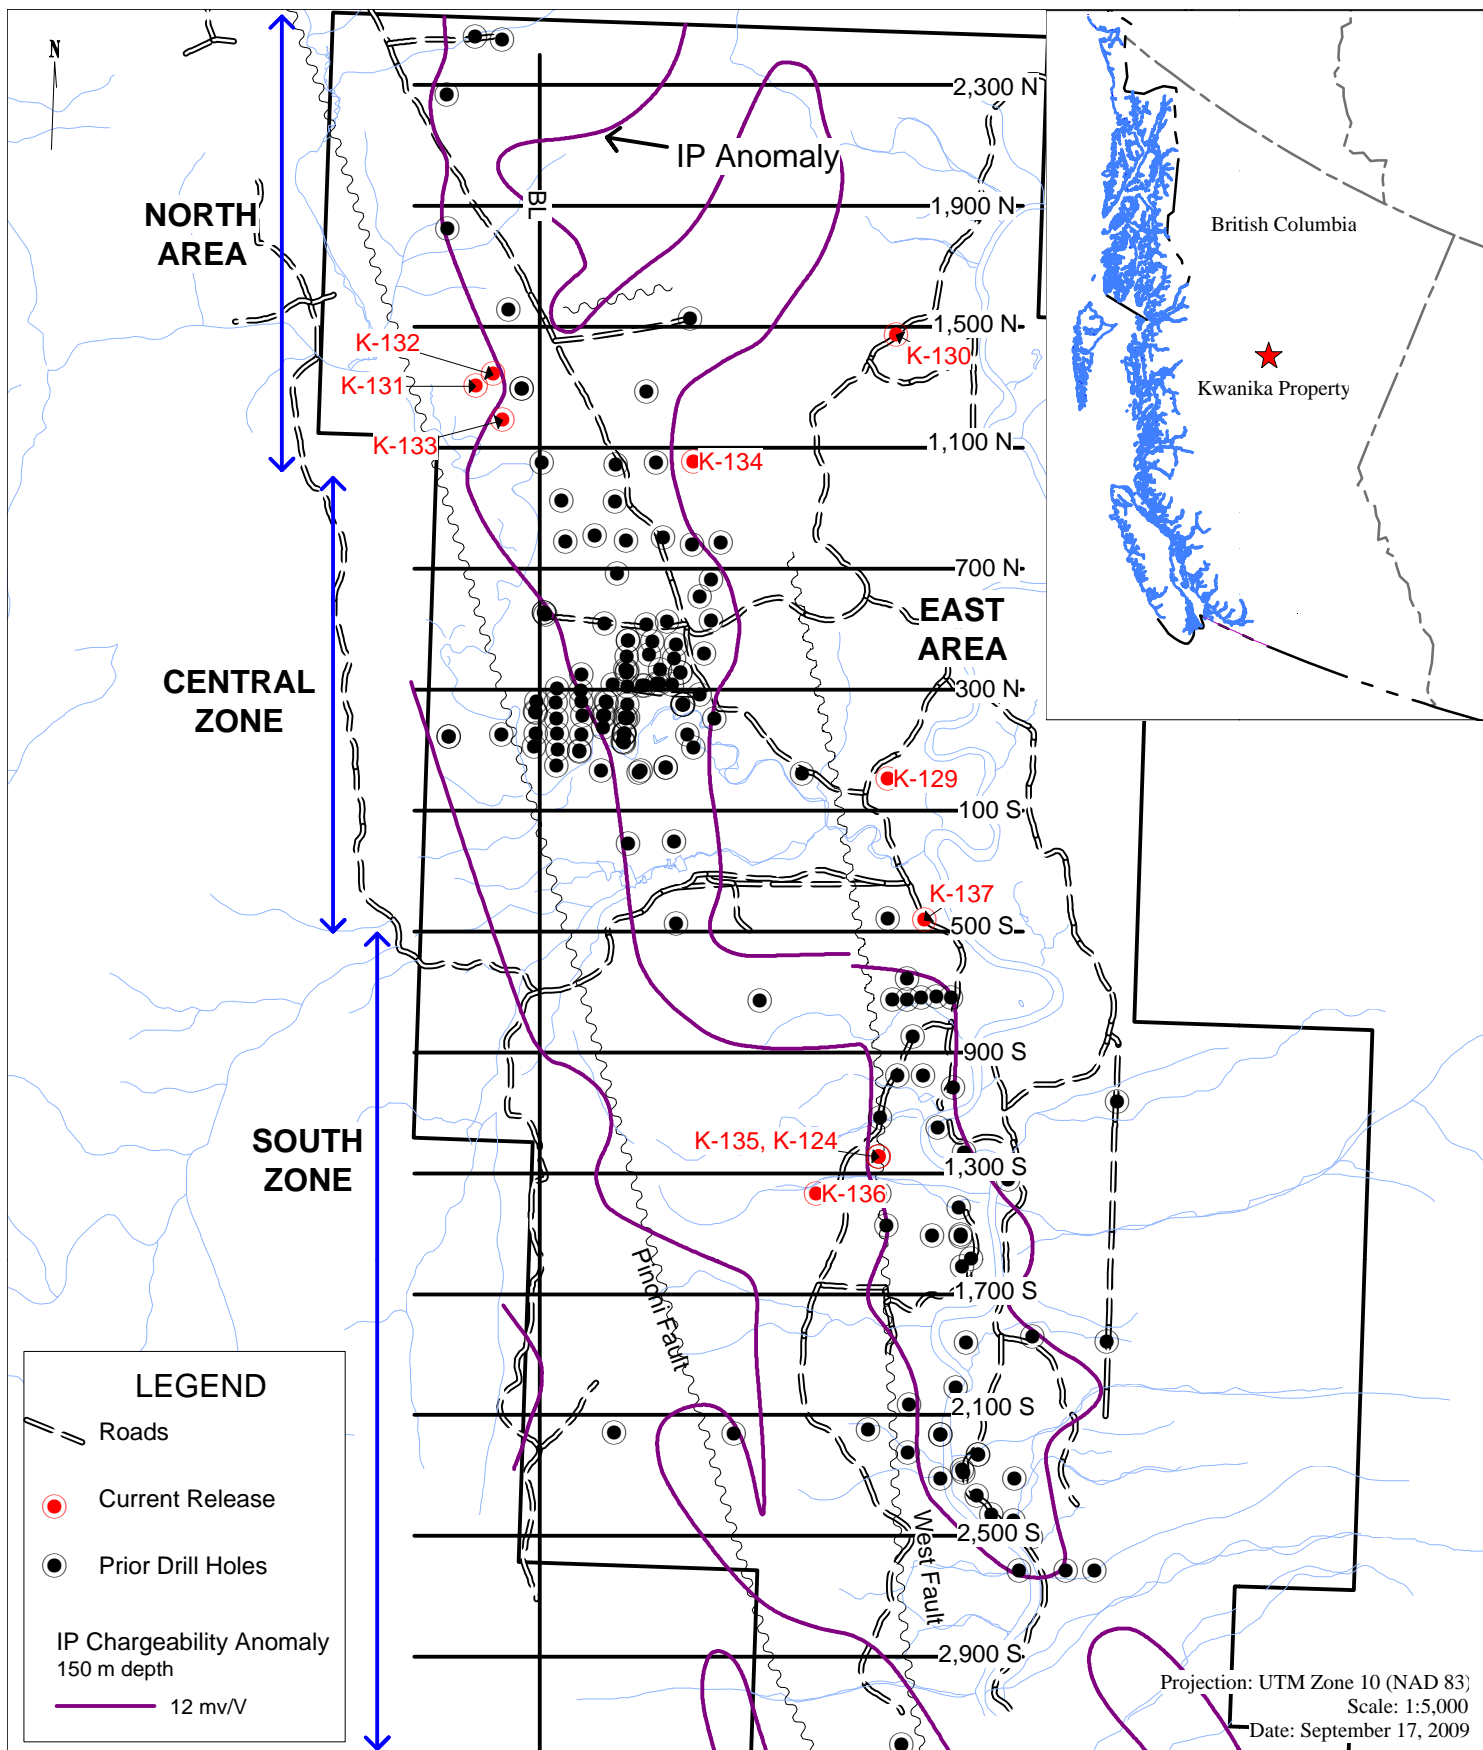 N
2,300 N
IP Anomaly
1,900 N
BL
NORTH
AREA
British Columbia
1,500 N
K-132
K-130
K-131
Kwanika Property
K-133
1,100 N
K-134
700 N
EAST
AREA
CENTRAL
ZONE
300 N
K-129
100 S
K-137
500 S
900 S
SOUTH
ZONE
K-135, K-124
1,300 S
K-136
Pinchi Fault
1,700 S
2,100 S
West Fault
2,500 S
2,900 S
LEGEND
Roads
Current Release
Prior Drill Holes
IP Chargeability Anomaly
150 m depth
12 mv/V
Projection: UTM Zone 10 (NAD 83)
Scale: 1:5,000
Date: September 17, 2009